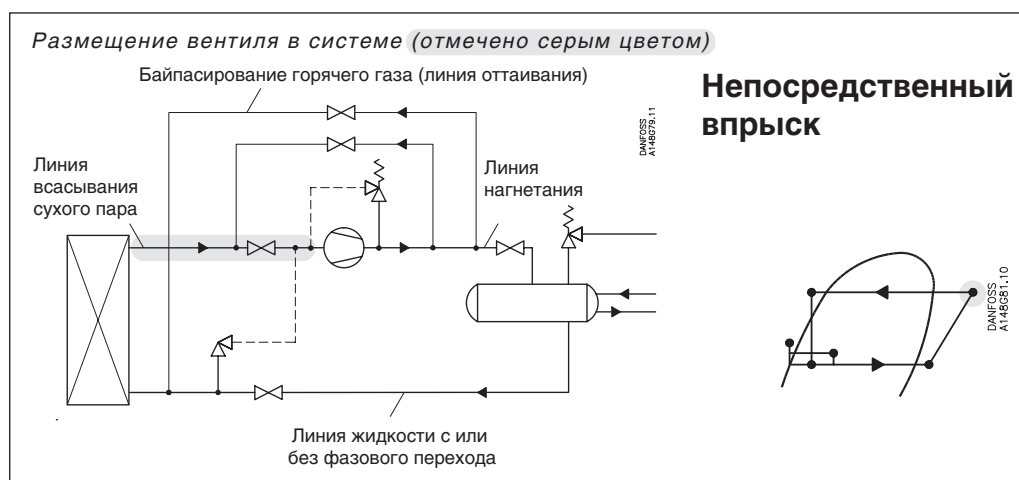 Размещение вентиля в системе (отмечено серым цветом)
Байпасирование горячего газа (линия оттаивания)
Непосредственный
впрыск
DANFOSS
A148G79.11
Линия
всасывания
сухого пара
Линия
нагнетания
DANFOSS
A148G81.10
Линия жидкости с или
без фазового перехода